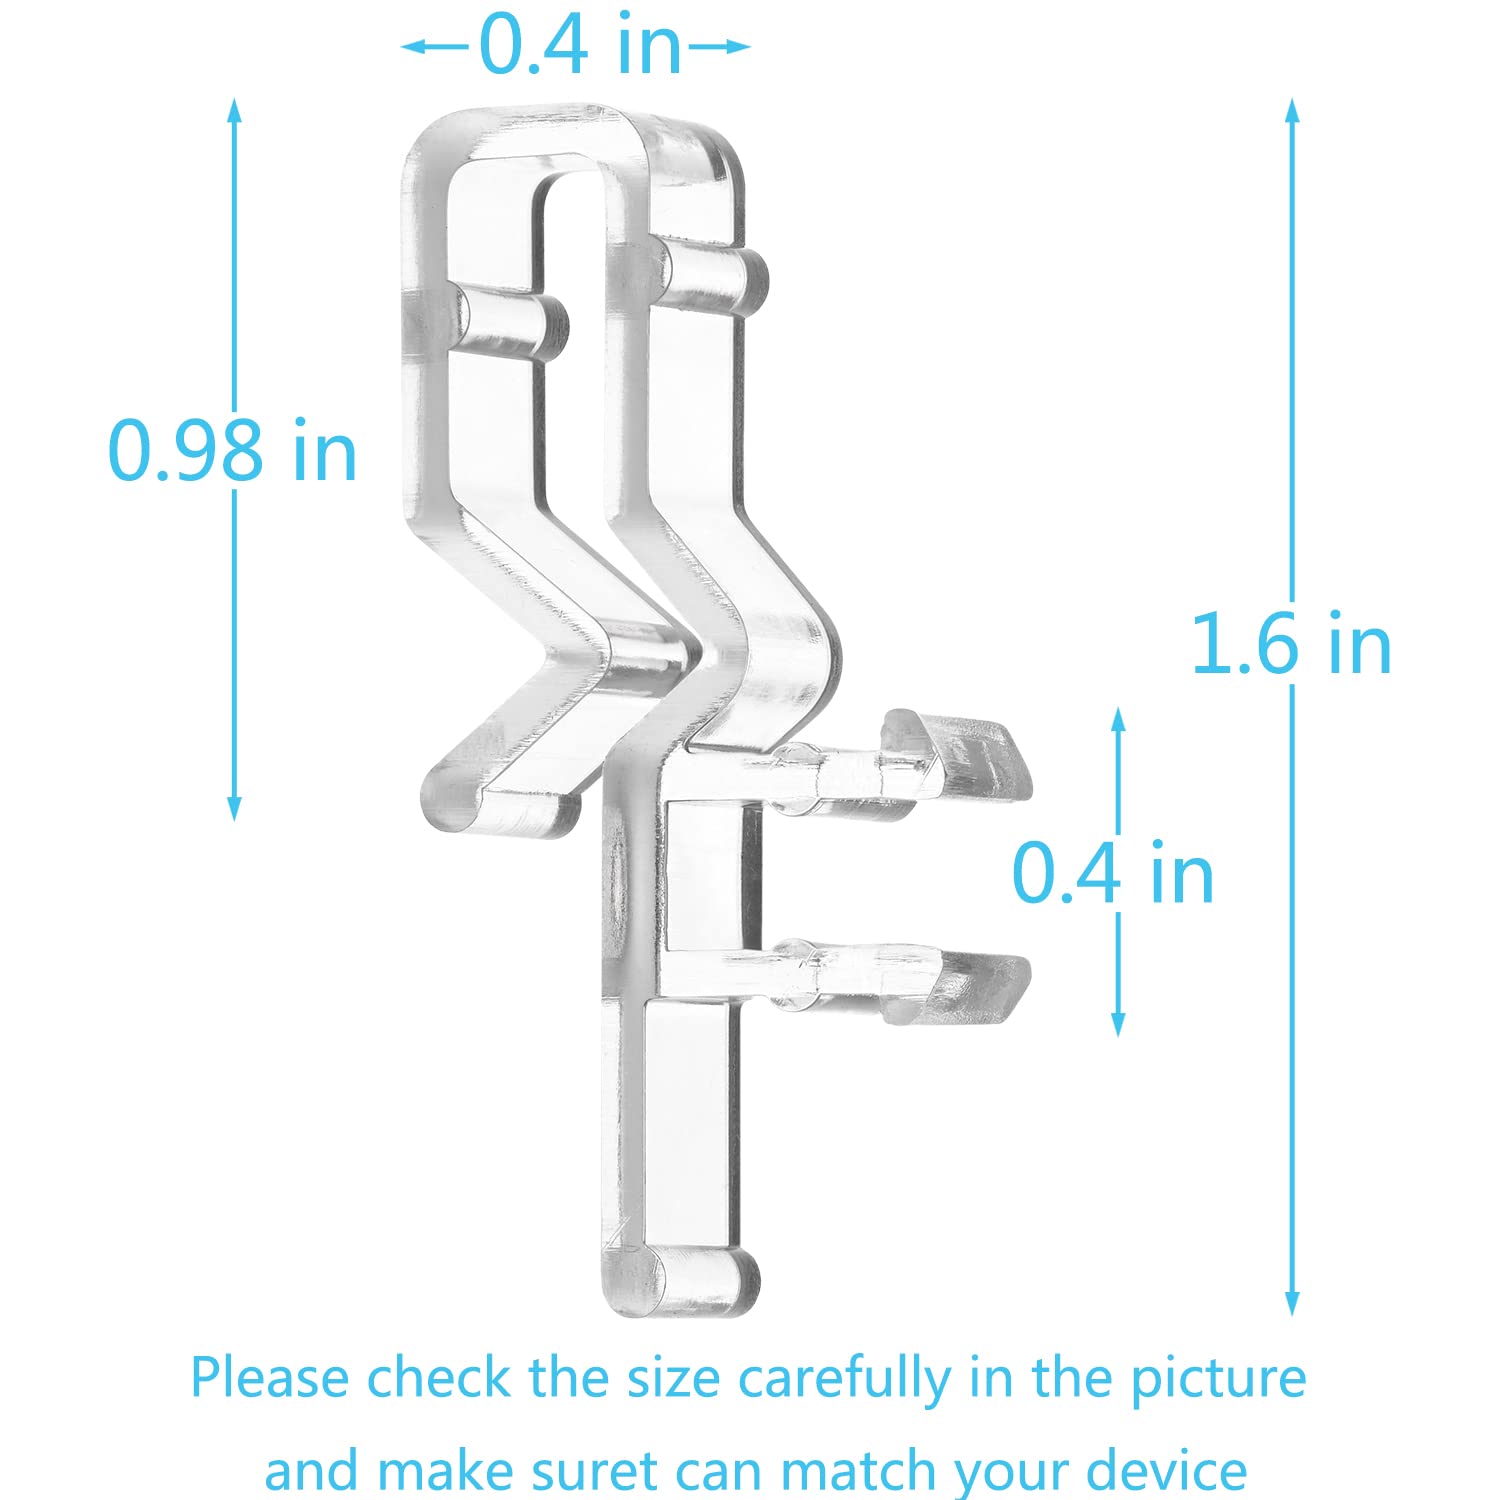 0.4 in
0.98 in
1.6 in
0.4 in
Please check the size carefully in the picture
and make suret can match your device